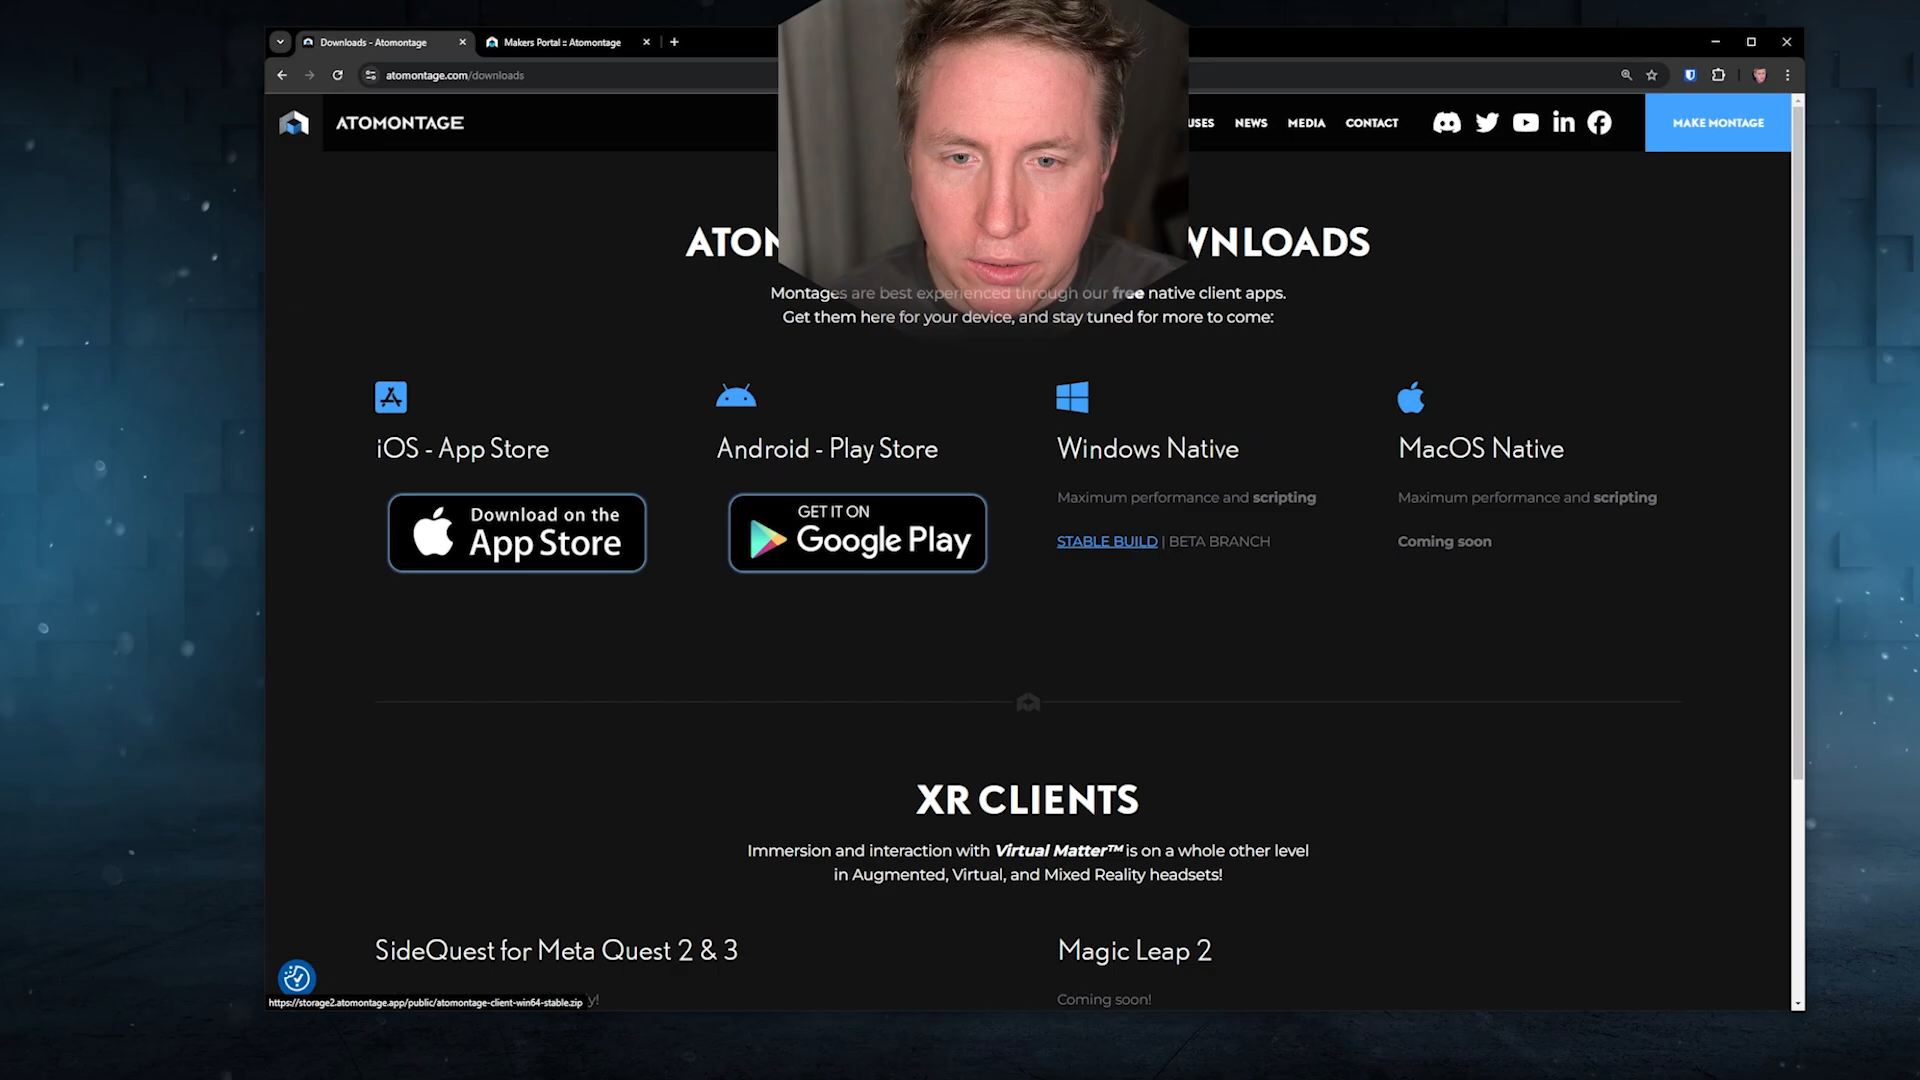 Downloads - Atomontage
Makers Portal :: Atomontage
atomontage.com/downloads
ATOMONTAGE
USES
NEWS
MEDIA
CONTACT
MAKE MONTAGE
ATOM
WNLOADS
Montages are best experienced through our free native client apps.
Get them here for your device, and stay tuned for more to come:
iOS - App Store
Android - Play Store
Windows Native
MacOS Native
Maximum performance and scripting
Maximum performance and scripting
Download on the
App Store
GET IT ON
Google Play
STABLE BUILD | BETA BRANCH
Coming soon
XR CLIENTS
Immersion and interaction with Virtual Matter™ is on a whole other level
in Augmented, Virtual, and Mixed Reality headsets!
SideQuest for Meta Quest 2 & 3
Magic Leap 2
y!
Coming soon!
https://storage2.atomontage.app/public/atomontage-client-win64-stable.zip